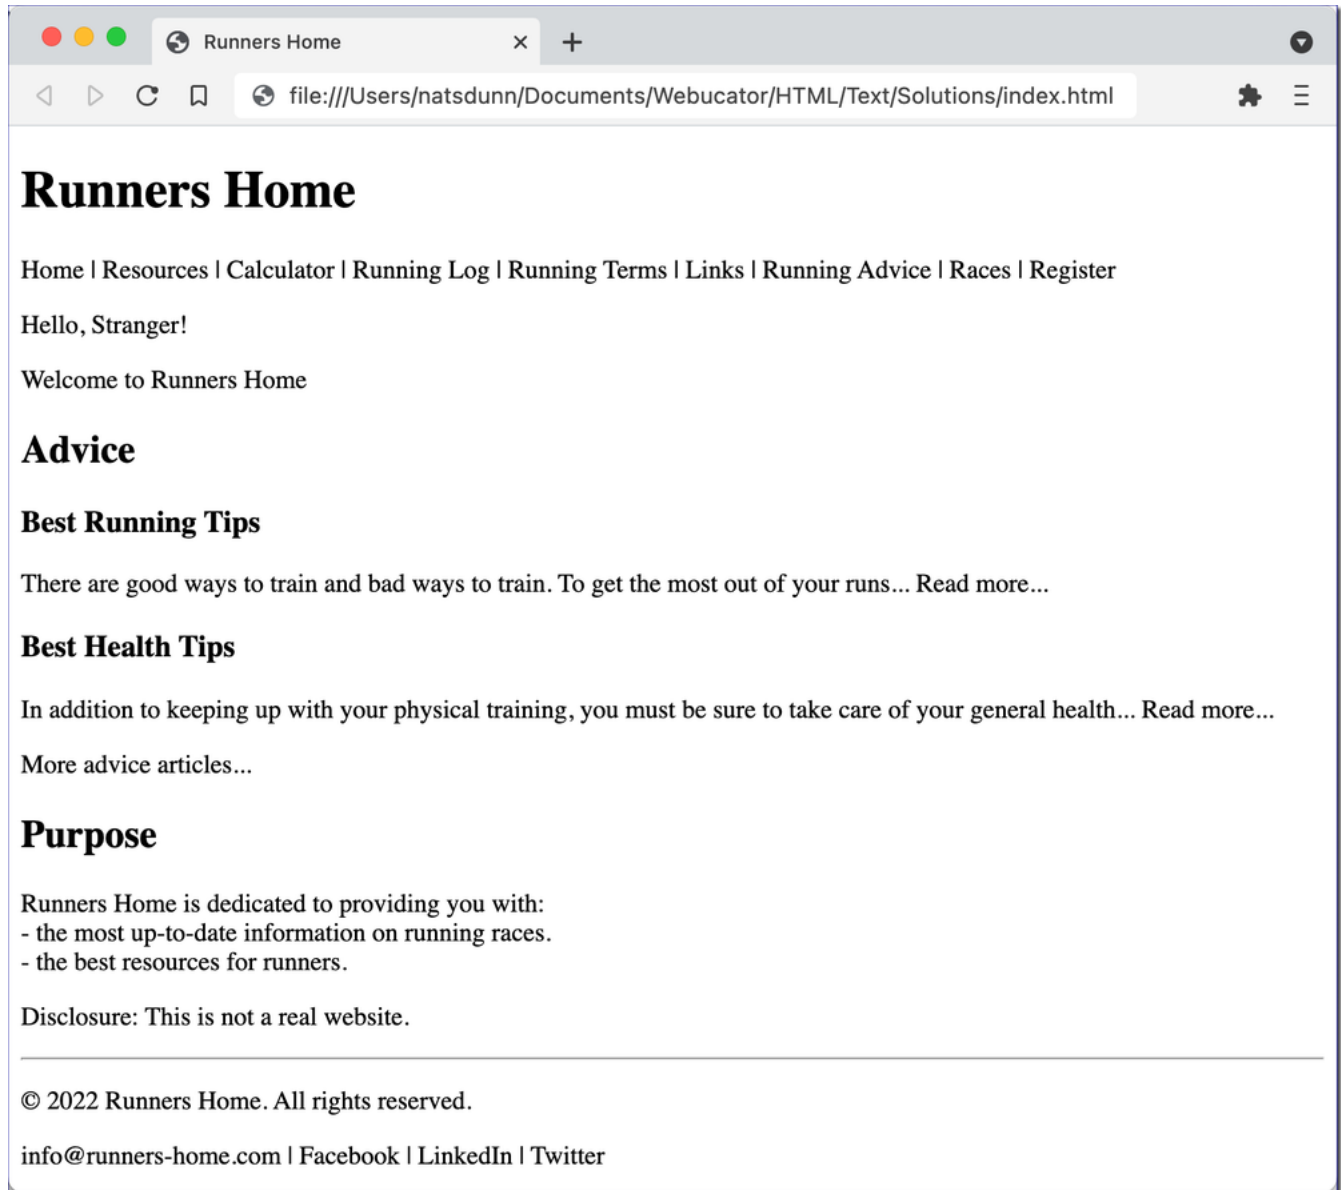 Runners Home
file:///Users/natsdunn/Documents/Webucator/HTML/Text/Solutions/index.html
Runners Home
Home | Resources | Calculator | Running Log | Running Terms | Links | Running Advice | Races | Register
Hello, Stranger!
Welcome to Runners Home
Advice
Best Running Tips
There are good ways to train and bad ways to train. To get the most out of your runs... Read more...
Best Health Tips
In addition to keeping up with your physical training, you must be sure to take care of your general health... Read more...
More advice articles...
Purpose
Runners Home is dedicated to providing you with:
- the most up-to-date information on running races.
- the best resources for runners.
Disclosure: This is not a real website.
© 2022 Runners Home. All rights reserved.
info@runners-home.com | Facebook | LinkedIn | Twitter